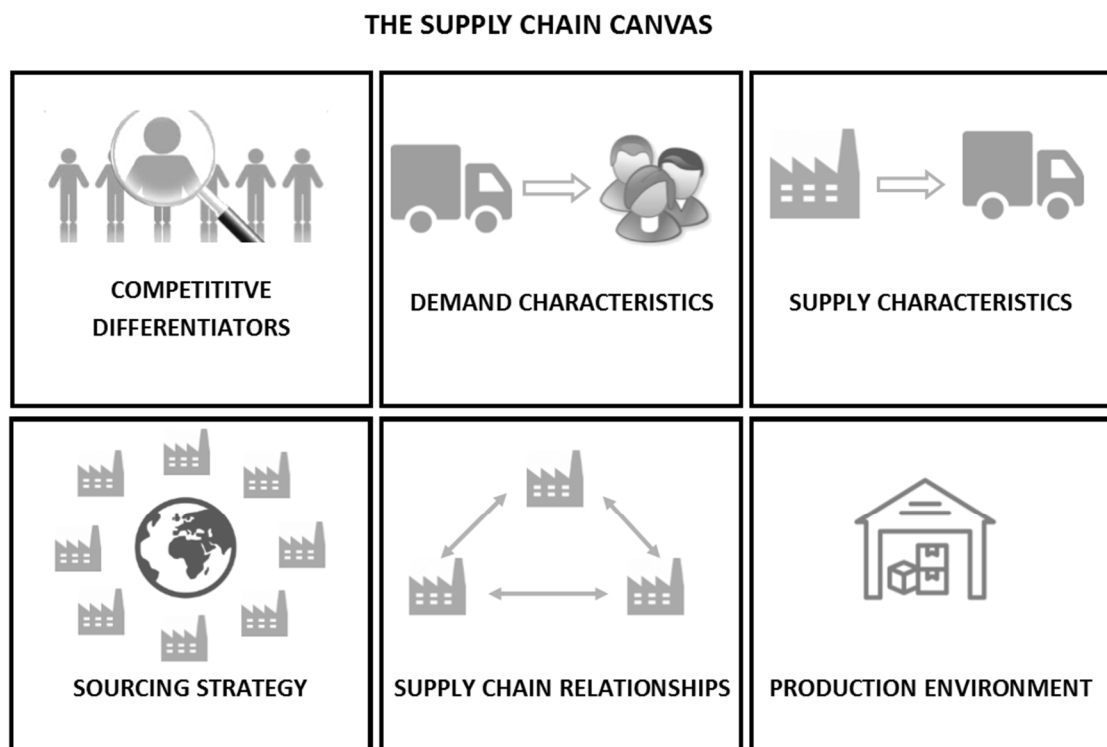 THE SUPPLY CHAIN CANVAS
COMPETITITVE
DIFFERENTIATORS
DEMAND CHARACTERISTICS
SUPPLY CHARACTERISTICS
SOURCING STRATEGY
SUPPLY CHAIN RELATIONSHIPS
PRODUCTION ENVIRONMENT